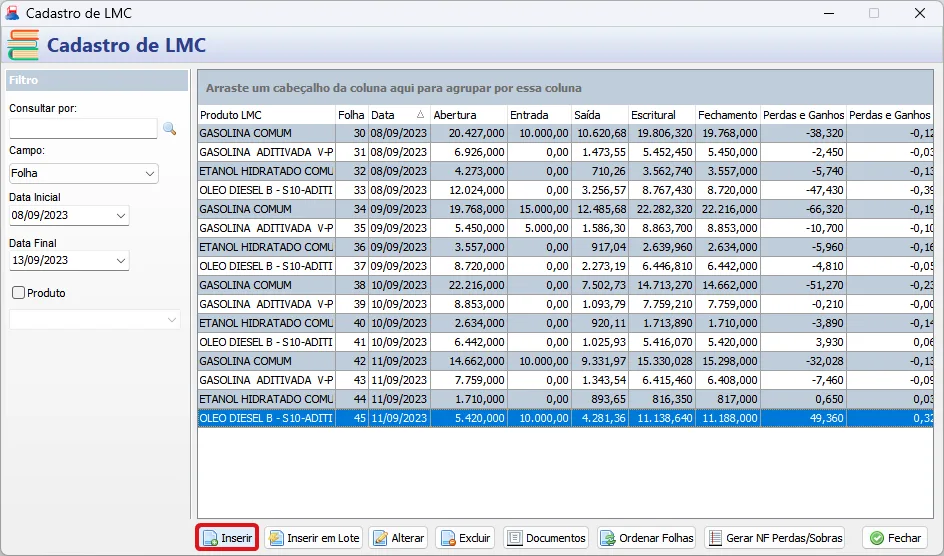 Cadastro de LMC
Cadastro de LMC
Filtro
Consultar por:
Campo:
Folha
Data Inicial
08/09/2023
Data Final
13/09/2023
Produto
Arraste um cabeçalho da coluna aqui para agrupar por essa coluna
Produto LMC Folha Data Abertura Entrada Saída Escritural Fechamento Perdas e Ganhos Perdas e Ganhos
GASOLINA COMUM 30 08/09/2023 20.427,000 10.000,00 10.620,68 19.806,320 19.768,000 -38,320 -0,12
GASOLINA ADITIVADA V-P 31 08/09/2023 6.926,000 0,00 1.473,55 5.452,450 5.450,000 -2,450 -0,03
ETANOL HIDRATADO COMU 32 08/09/2023 4.273,000 0,00 710,26 3.562,740 3.557,000 -5,740 -0,13
OLEO DIESEL B - S10-ADITI 33 08/09/2023 12.024,000 0,00 3.256,57 8.767,430 8.720,000 -47,430 -0,39
GASOLINA COMUM 34 09/09/2023 19.768,000 15.000,00 12.485,68 22.282,320 22.216,000 -66,320 -0,19
GASOLINA ADITIVADA V-P 35 09/09/2023 5.450,000 5.000,00 1.586,30 8.863,700 8.853,000 -10,700 -0,10
ETANOL HIDRATADO COMU 36 09/09/2023 3.557,000 0,00 917,04 2.639,960 2.634,000 -5,960 -0,16
OLEO DIESEL B - S10-ADITI 37 09/09/2023 8.720,000 0,00 2.273,19 6.446,810 6.442,000 -4,810 -0,05
GASOLINA COMUM 38 10/09/2023 22.216,000 0,00 7.502,73 14.713,270 14.662,000 -51,270 -0,23
GASOLINA ADITIVADA V-P 39 10/09/2023 8.853,000 0,00 1.093,79 7.759,210 7.759,000 -0,210 -0,00
ETANOL HIDRATADO COMU 40 10/09/2023 2.634,000 0,00 920,11 1.713,890 1.710,000 -3,890 -0,14
OLEO DIESEL B - S10-ADITI 41 10/09/2023 6.442,000 0,00 1.025,93 5.416,070 5.420,000 3,930 0,06
GASOLINA COMUM 42 11/09/2023 14.662,000 10.000,00 9.331,97 15.330,028 15.298,000 -32,028 -0,13
GASOLINA ADITIVADA V-P 43 11/09/2023 7.759,000 0,00 1.343,54 6.415,460 6.408,000 -7,460 -0,09
ETANOL HIDRATADO COMU 44 11/09/2023 1.710,000 0,00 893,65 816,350 817,000 0,650 0,03
OLEO DIESEL B - S10-ADITI 45 11/09/2023 5.420,000 10.000,00 4.281,36 11.138,640 11.188,000 49,360 0,32
Inserir Inserir em Lote Alterar Excluir Documentos Ordenar Folhas Gerar NF Perdas/Sobras Fechar